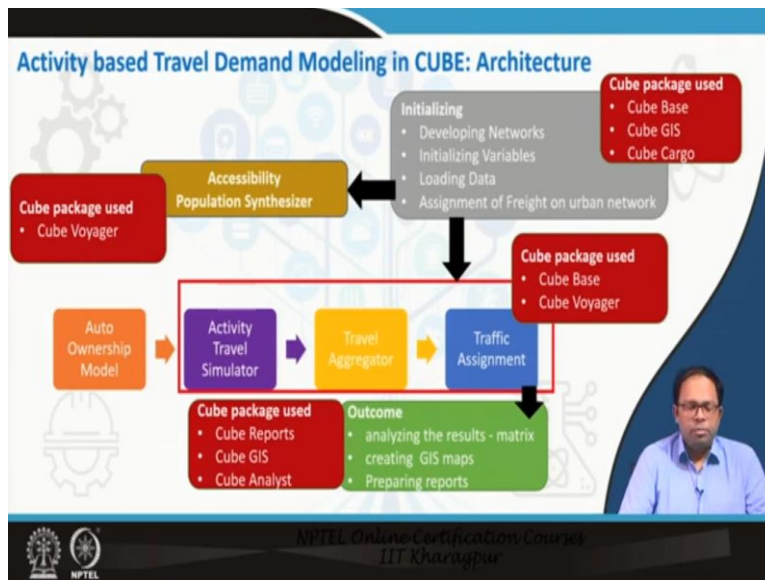 Activity based Travel Demand Modeling in CUBE: Architecture
Initializing
• Developing Networks
• Initializing Variables
• Loading Data
• Assignment of Freight on urban network
Cube package used
• Cube Base
• Cube GIS
• Cube Cargo
Accessibility
Population Synthesizer
Cube package used
• Cube Voyager
Cube package used
• Cube Base
• Cube Voyager
Auto
Ownership
Model
Activity
Travel
Simulator
Travel
Aggregator
Traffic
Assignment
Cube package used
• Cube Reports
• Cube GIS
• Cube Analyst
Outcome
• analyzing the results - matrix
• creating GIS maps
• Preparing reports
NPTEL Online Certification Courses
IIT Kharagpur
NPTEL